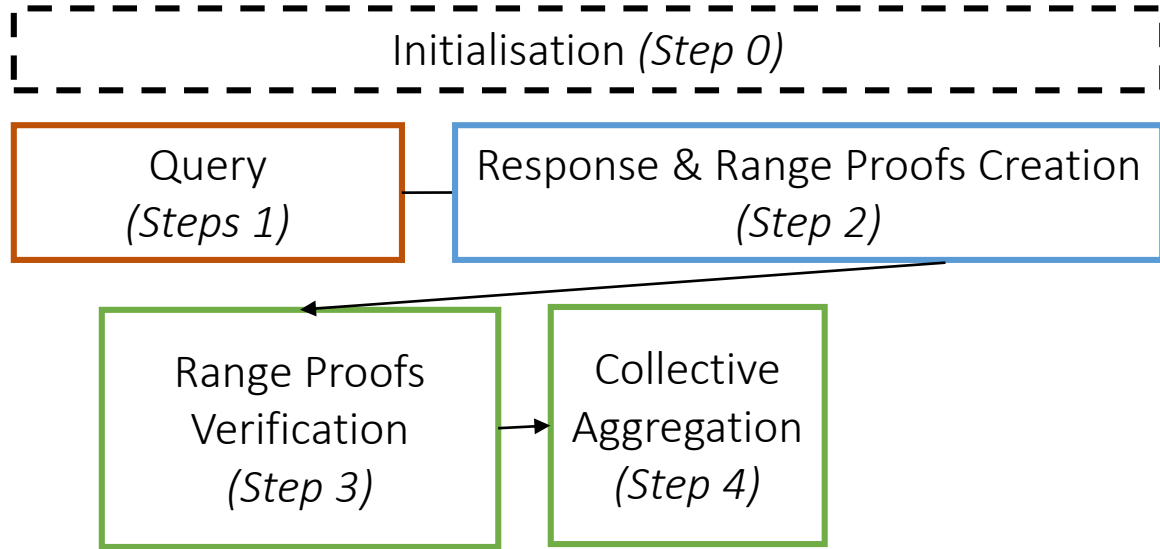 Initialisation (Step 0)
Query
(Steps 1)
Response & Range Proofs Creation
(Step 2)
Range Proofs
Verification
(Step 3)
Collective
Aggregation
(Step 4)